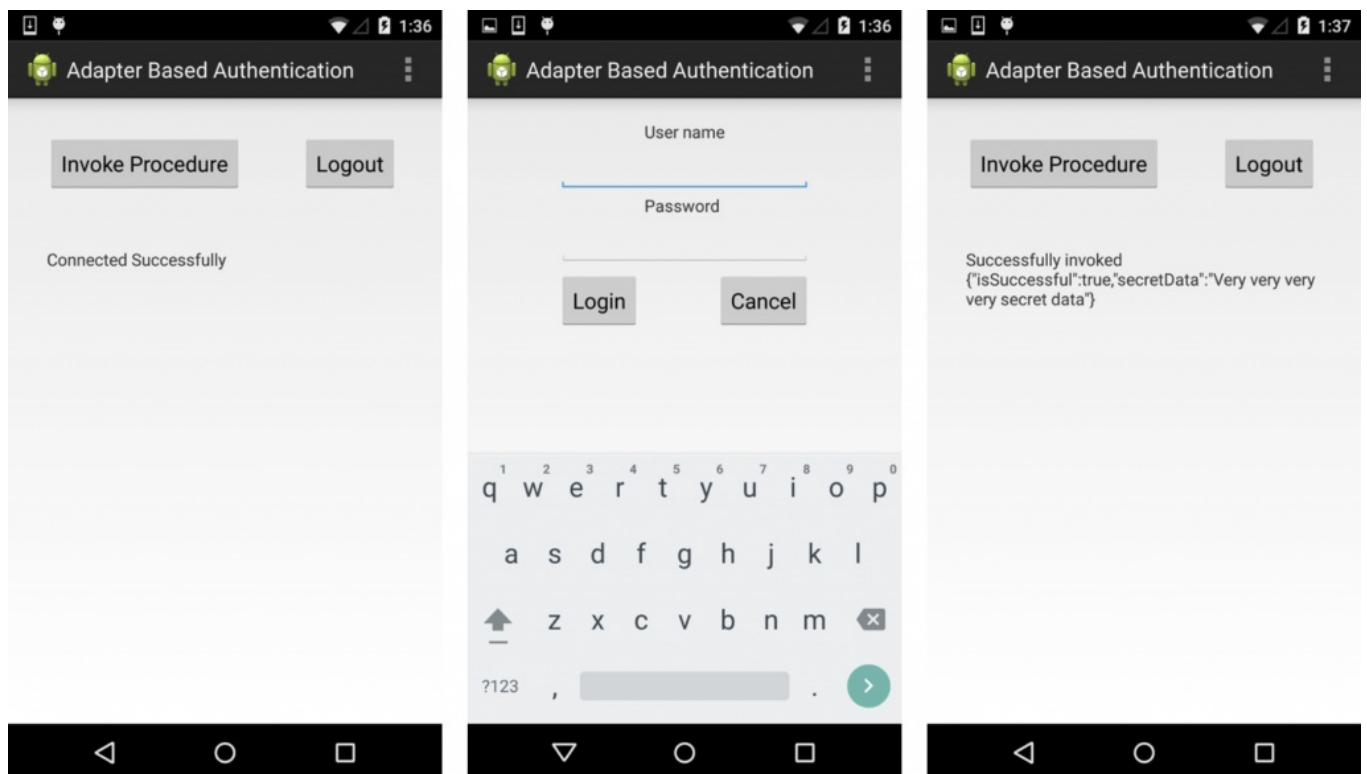 1:36
Adapter Based Authentication
Invoke Procedure Logout
Connected Successfully
1:36
Adapter Based Authentication
User name
Password
Login Cancel
1 2 3 4 5 6 7 8 9 0
q w e r t y u i o p
a s d f g h j k l
z x c v b n m
?123 , .
1:37
Adapter Based Authentication
Invoke Procedure Logout
Successfully invoked
{"isSuccessful":true,"secretData":"Very very very
very secret data"}